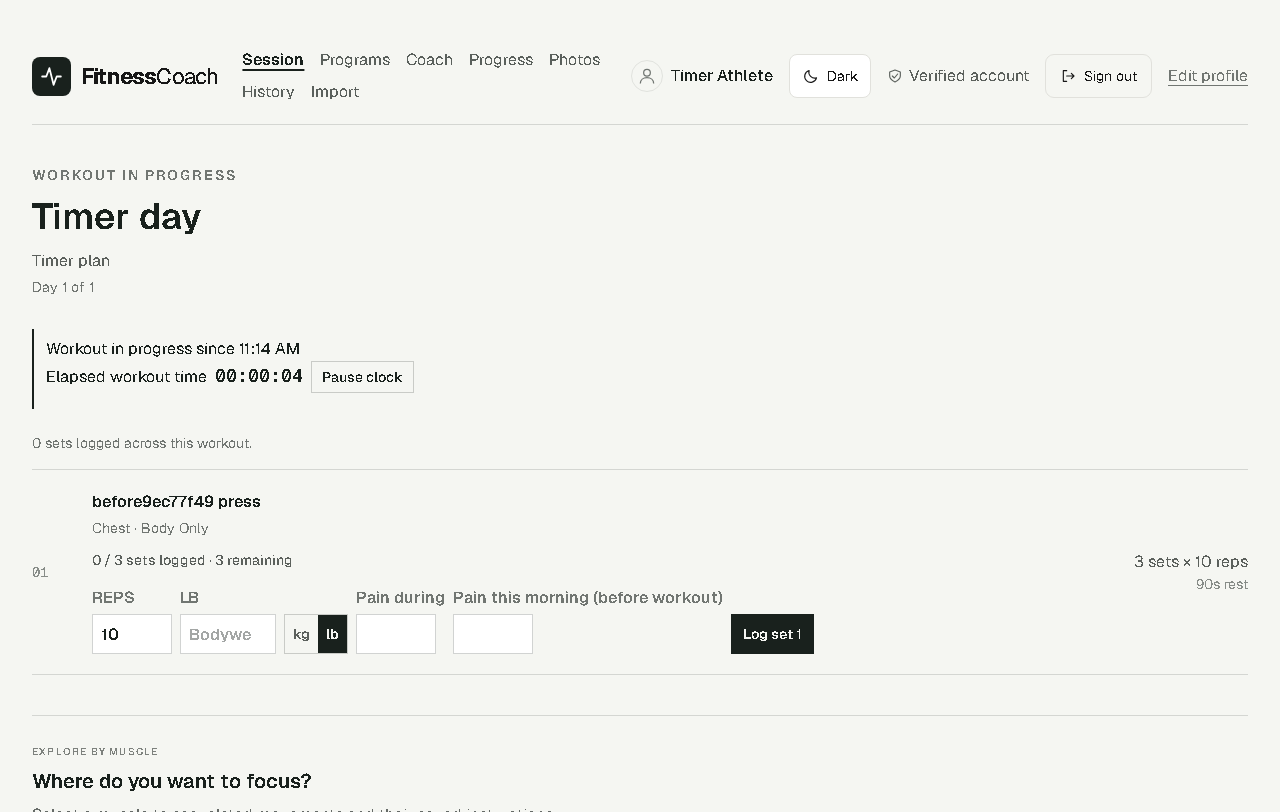 FitnessCoach
Session Programs Coach Progress Photos
History Import
Timer Athlete
Dark
Verified account
Sign out
Edit profile
WORKOUT IN PROGRESS
Timer day
Timer plan
Day 1 of 1
Workout in progress since 11:14 AM
Elapsed workout time 00:00:04 Pause clock
0 sets logged across this workout.
01
before9ec77f49 press
Chest · Body Only
0 / 3 sets logged · 3 remaining
3 sets × 10 reps
90s rest
REPS LB Pain during Pain this morning (before workout)
10 Bodywe kg lb Log set 1
EXPLORE BY MUSCLE
Where do you want to focus?